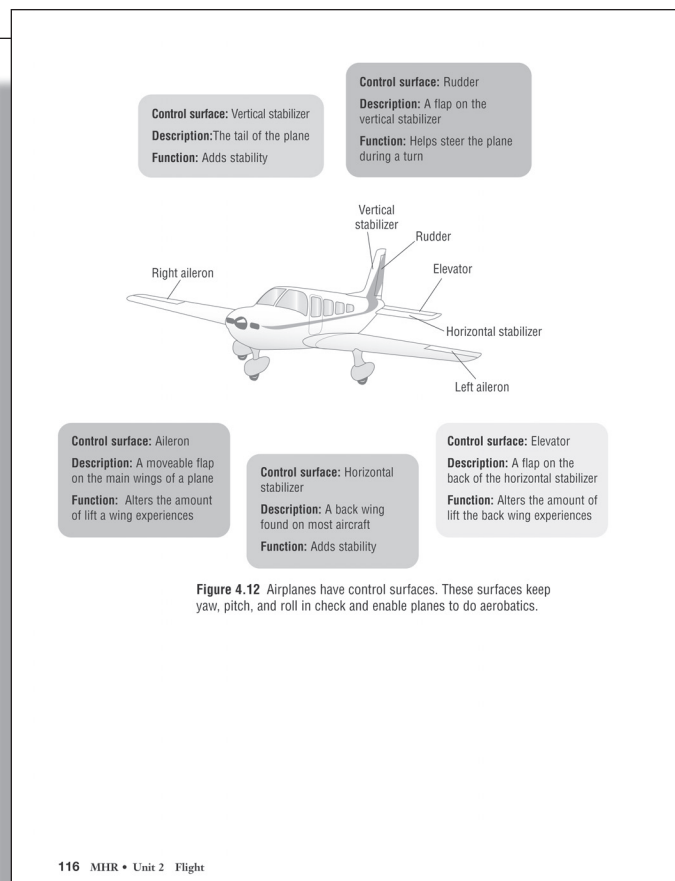 Control surface: Vertical stabilizer
Description:The tail of the plane
Function: Adds stability
Control surface: Rudder
Description: A flap on the
vertical stabilizer
Function: Helps steer the plane
during a turn
Vertical
stabilizer
Rudder
Right aileron
Elevator
Horizontal stabilizer
Left aileron
Control surface: Aileron
Description: A moveable flap
on the main wings of a plane
Function: Alters the amount
of lift a wing experiences
Control surface: Horizontal
stabilizer
Description: A back wing
found on most aircraft
Function: Adds stability
Control surface: Elevator
Description: A flap on the
back of the horizontal stabilizer
Function: Alters the amount of
lift the back wing experiences
Figure 4.12 Airplanes have control surfaces. These surfaces keep
yaw, pitch, and roll in check and enable planes to do aerobatics.
116 MHR • Unit 2 Flight